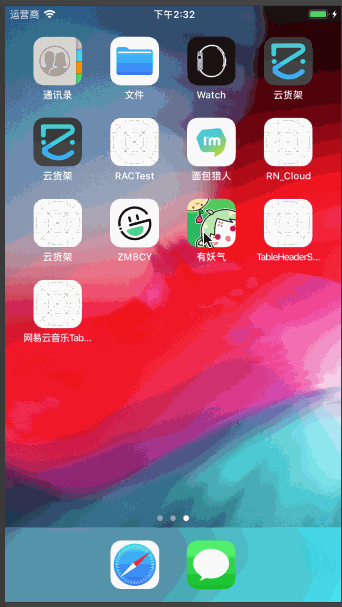 运营商 下午2:32
通讯录 文件 Watch 云货架
I'm
云货架 RACTest 面包猎人 RN_Cloud
云货架 ZMBCY 有妖气 TableHeaderS...
网易云音乐Tab...